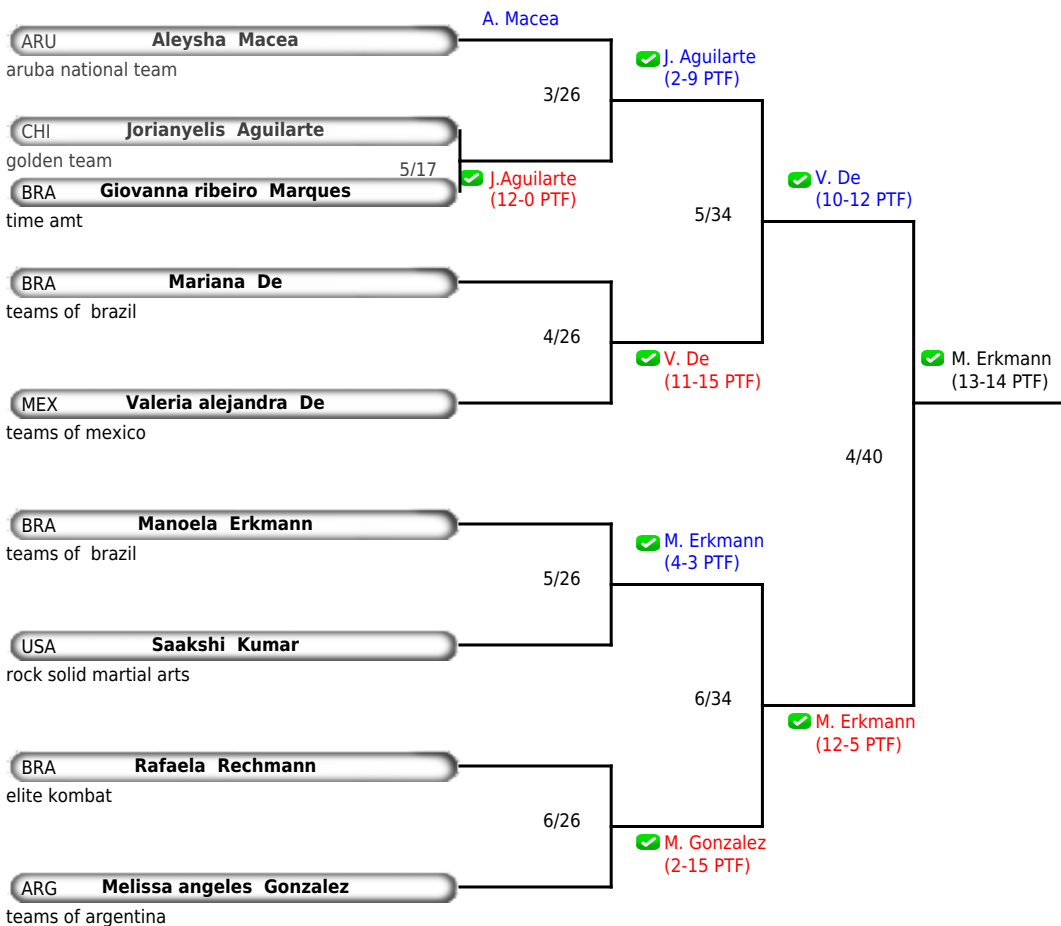 A. Macea
ARU Aleysha Macea
aruba national team
J. Aguilarte
(2-9 PTF)
3/26
CHI Jorianyelis Aguilarte
golden team
5/17
J.Aguilarte
(12-0 PTF)
BRA Giovanna ribeiro Marques
time amt
V. De
(10-12 PTF)
5/34
BRA Mariana De
teams of brazil
4/26
V. De
(11-15 PTF)
M. Erkmann
(13-14 PTF)
MEX Valeria alejandra De
teams of mexico
4/40
BRA Manoela Erkmann
teams of brazil
M. Erkmann
(4-3 PTF)
5/26
USA Saakshi Kumar
rock solid martial arts
6/34
M. Erkmann
(12-5 PTF)
BRA Rafaela Rechmann
elite kombat
6/26
M. Gonzalez
(2-15 PTF)
ARG Melissa angeles Gonzalez
teams of argentina